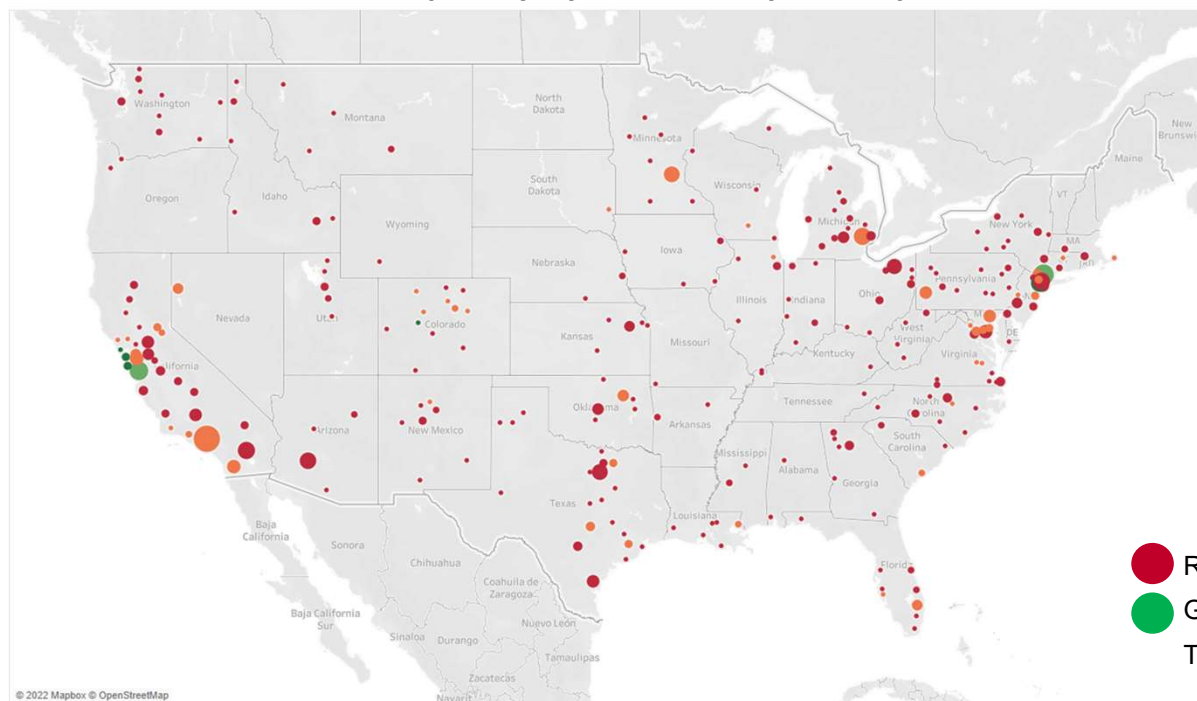 Washington
Montana
North
Dakota
Minnesota
New
Brunswi
Maine
Oregon
Idaho
South
Dakota
Wisconsin
Michigan
VT
New York
Wyoming
MA
RI
Iowa
Nebraska
Pennsylvania
Nevada
Utah
Colorado
Illinois
Indiana
Ohio
DE
West
Virginia
Virginia
Kansas
Missouri
Kentucky
alifornia
Tennessee
North
Carolina
Arizona
New Mexico
Oklahoma
Arkansas
South
Carolina
Mississippi
Alabama
Georgia
Texas
Louisiana
Baja
California
Sonora
Chihuahua
Florida
R
Coahuila de
Zaragoza
G
Baja California
Sur
Nuevo León
Sinaloa
Durango
Tamaulipas
T
Zacatecas
Nayarit
© 2022 Mapbox © OpenStreetMap